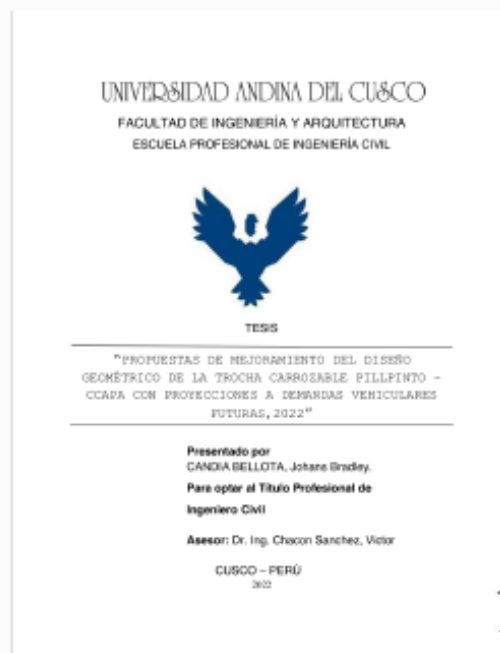 UNIVERSIDAD ANDINA DEL CUSCO
FACULTAD DE INGENIERÍA Y ARQUITECTURA
ESCUELA PROFESIONAL DE INGENIERÍA CIVIL
TESIS
"PROPUESTAS DE MEJORAMIENTO DEL DISEÑO
GEOMÉTRICO DE LA TROCHA CARROZABLE PILLPINTO –
CCAPA CON PROYECCIONES A DEMANDAS VEHICULARES
FUTURAS,2022"
Presentado por
CANDIA BELLOTA, Johans Bradley.
Para optar al Título Profesional de
Ingeniero Civil
Asesor: Dr. Ing. Chacon Sanchez, Victor
CUSCO – PERÚ
2022